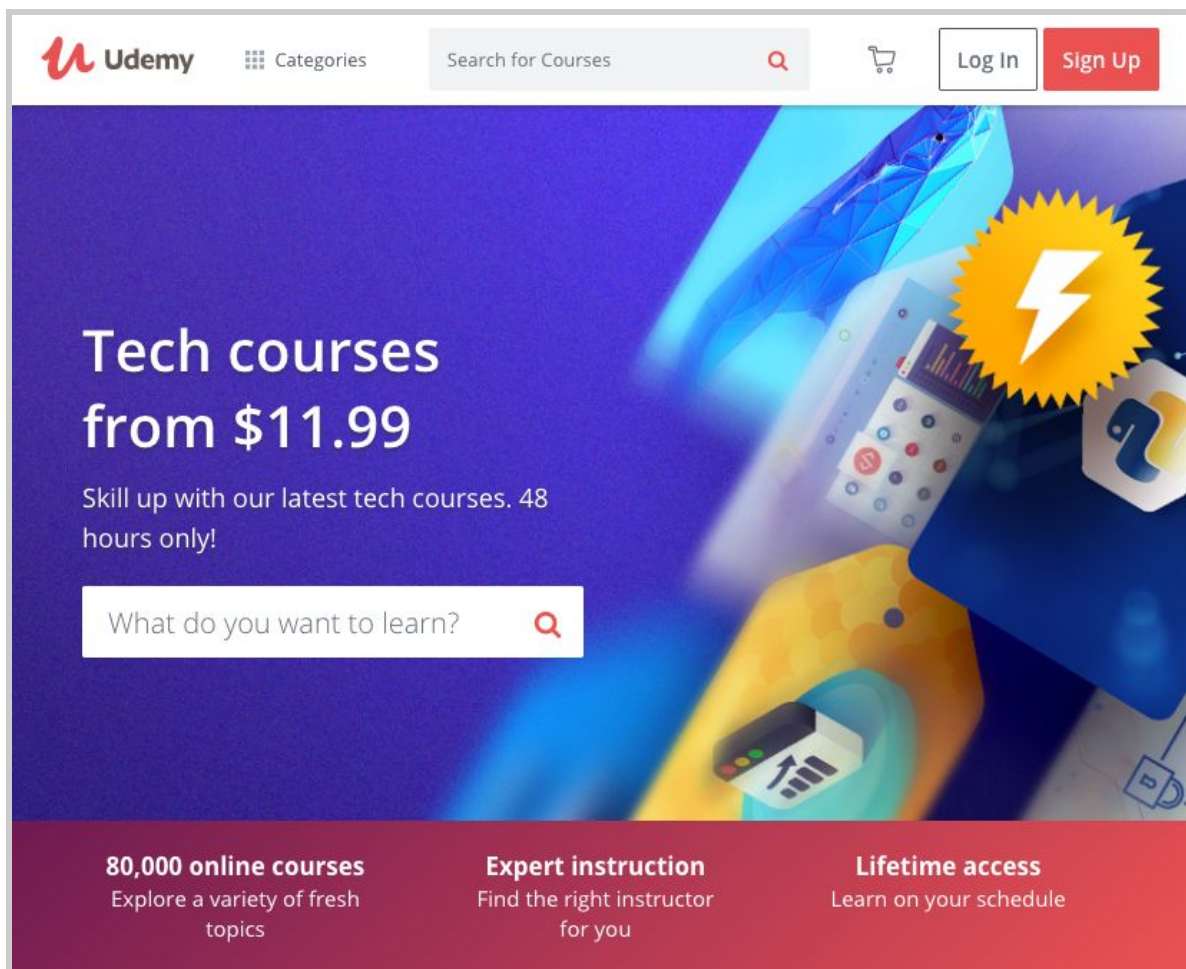 Udemy
Categories
Search for Courses
Log In
Sign Up
Tech courses
from $11.99
Skill up with our latest tech courses. 48
hours only!
What do you want to learn?
80,000 online courses
Explore a variety of fresh
topics
Expert instruction
Find the right instructor
for you
Lifetime access
Learn on your schedule